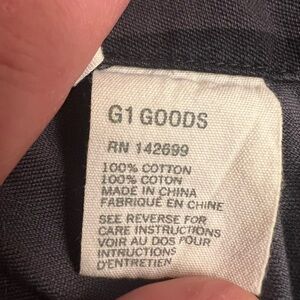 G1 GOODS
RN 142699
100% COTTON
100% COTON
MADE IN CHINA
FABRIQUÉ EN CHINE
SEE REVERSE FOR
CARE INSTRUCTIONS
VOIR AU DOS POUR
INSTRUCTIONS
D'ENTRETIEN